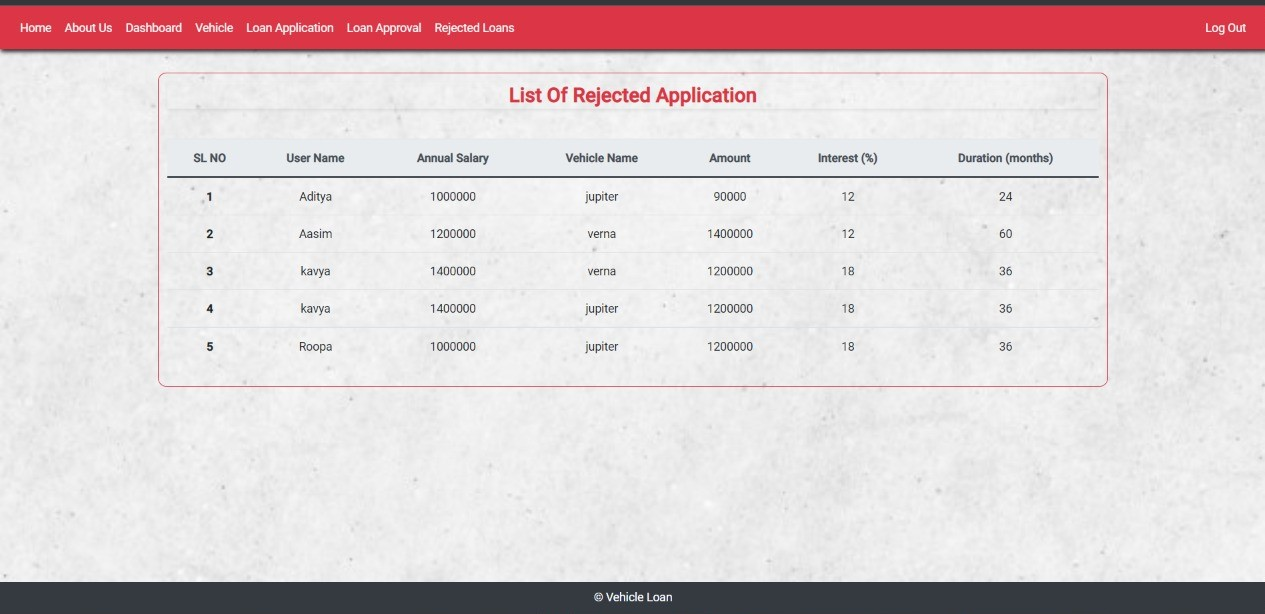 Home About Us Dashboard Vehicle Loan Application Loan Approval Rejected Loans Log Out
List Of Rejected Application
SL NO User Name Annual Salary Vehicle Name Amount Interest (%) Duration (months)
1 Aditya 1000000 jupiter 90000 12 24
2 Aasim 1200000 verna 1400000 12 60
3 kavya 1400000 verna 1200000 18 36
4 kavya 1400000 jupiter 1200000 18 36
5 Roopa 1000000 jupiter 1200000 18 36
© Vehicle Loan